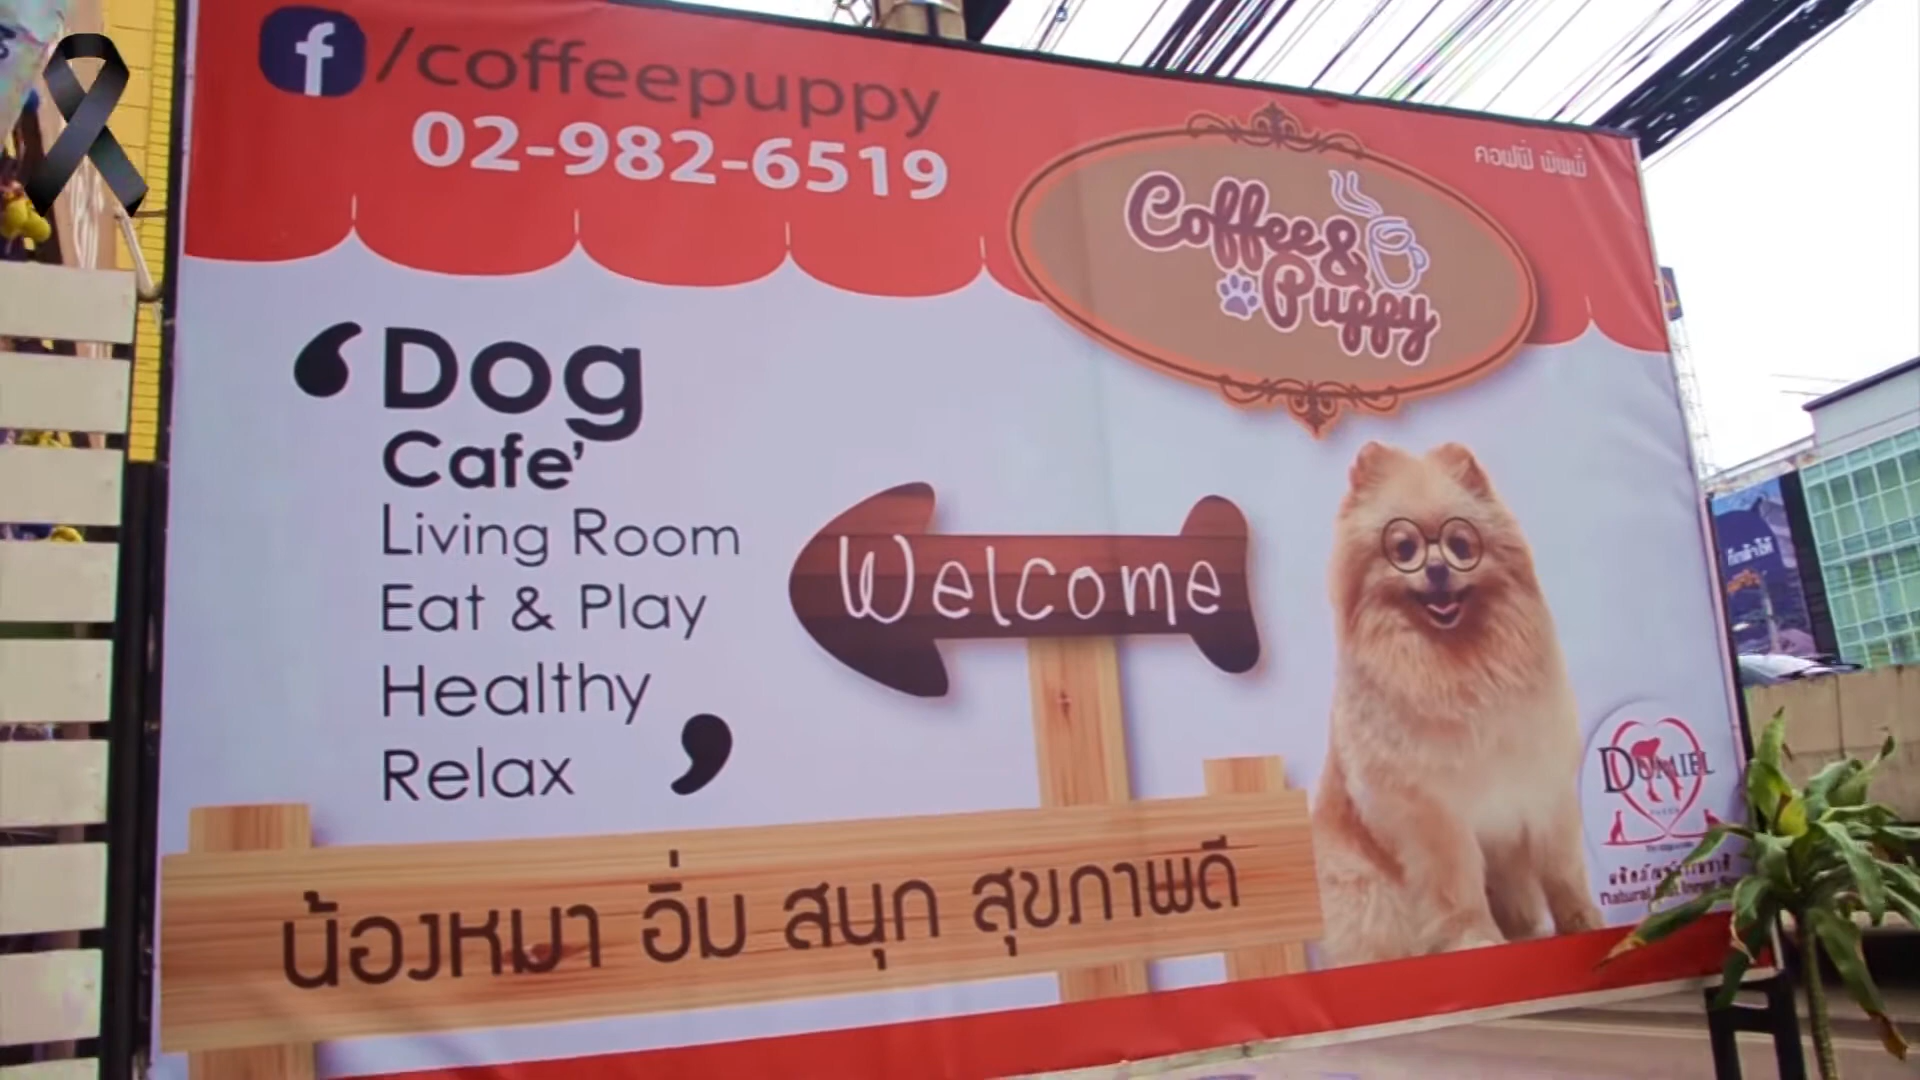 f/coffeepuppy
02-982-6519
คอฟฟี่ พัพพี่
Coffee&
Puppy
‘Dog
Cafe’
Living Room
Eat & Play
Healthy
Relax’
Welcome
น้องหมา อิ่ม สนุก สุขภาพดี
DOMIEL
Natural